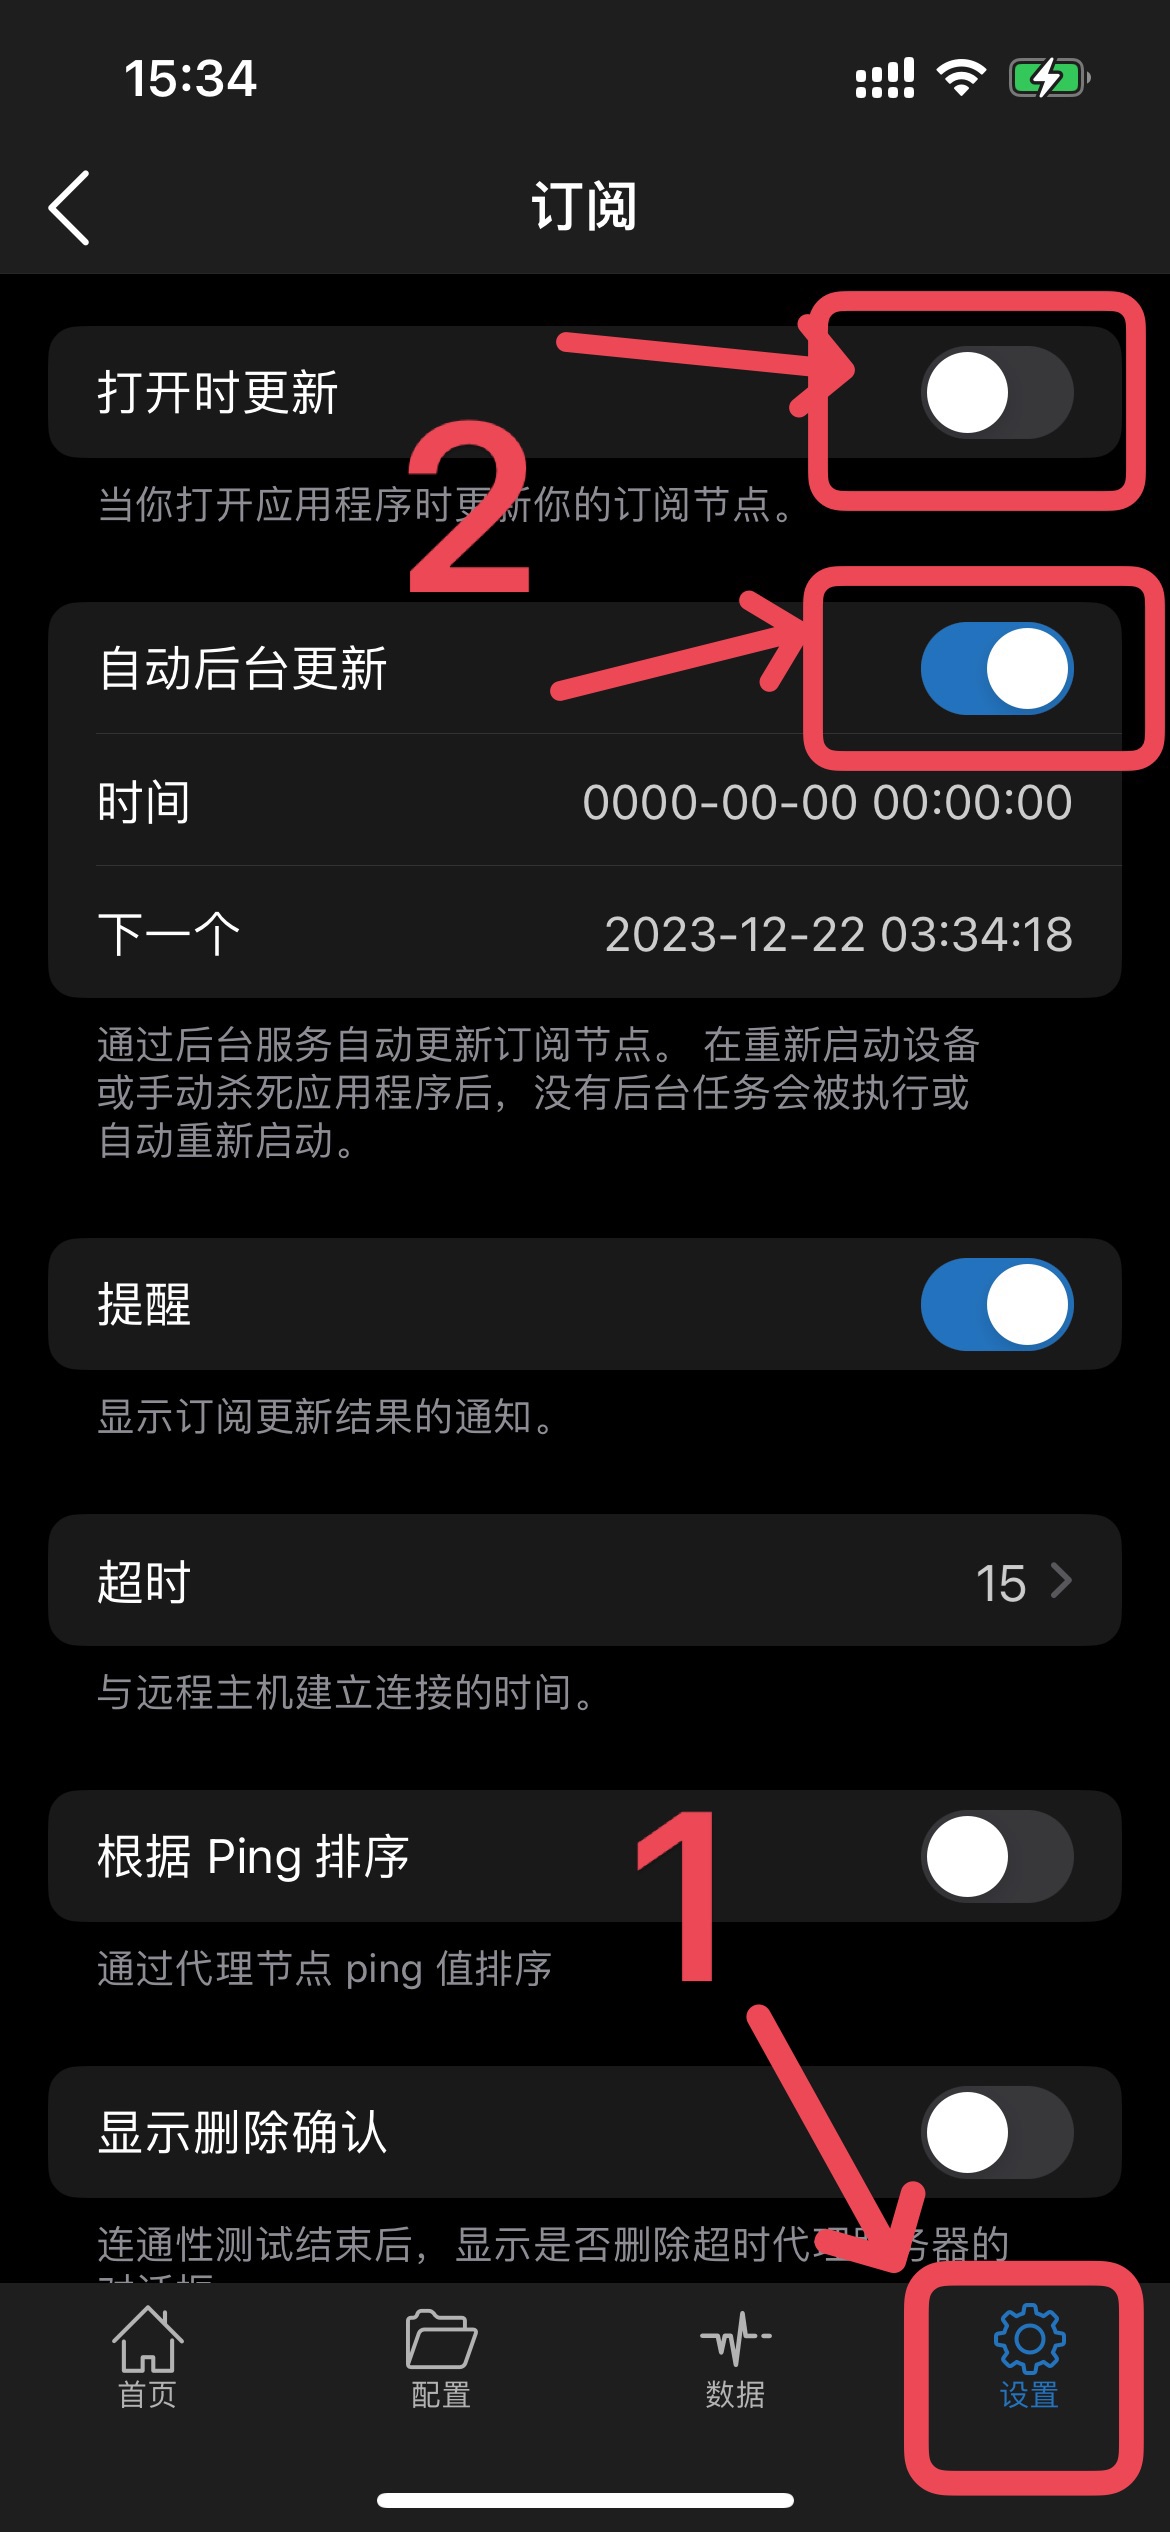 15:34
订阅
打开时更新
2
当你打开应用程序时更新你的订阅节点。
自动后台更新
时间 0000-00-00 00:00:00
下一个 2023-12-22 03:34:18
通过后台服务自动更新订阅节点。 在重新启动设备
或手动杀死应用程序后，没有后台任务会被执行或
自动重新启动。
提醒
显示订阅更新结果的通知。
超时 15
与远程主机建立连接的时间。
根据 Ping 排序
1
通过代理节点 ping 值排序
显示删除确认
连通性测试结束后，显示是否删除超时代理服务器的
首页 配置 数据 设置